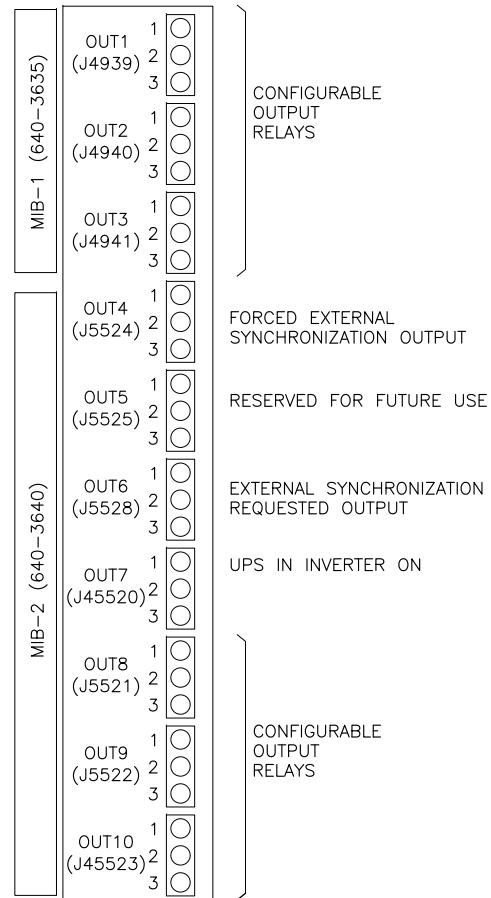 MIB-1 (640-3635)
OUT1
(J4939)
1
2
3
OUT2
(J4940)
1
2
3
OUT3
(J4941)
1
2
3
CONFIGURABLE
OUTPUT
RELAYS
MIB-2 (640-3640)
OUT4
(J5524)
1
2
3
FORCED EXTERNAL
SYNCHRONIZATION OUTPUT
OUT5
(J5525)
1
2
3
RESERVED FOR FUTURE USE
OUT6
(J5528)
1
2
3
EXTERNAL SYNCHRONIZATION
REQUESTED OUTPUT
OUT7
(J45520)
1
2
3
UPS IN INVERTER ON
OUT8
(J5521)
1
2
3
OUT9
(J5522)
1
2
3
OUT10
(J45523)
1
2
3
CONFIGURABLE
OUTPUT
RELAYS